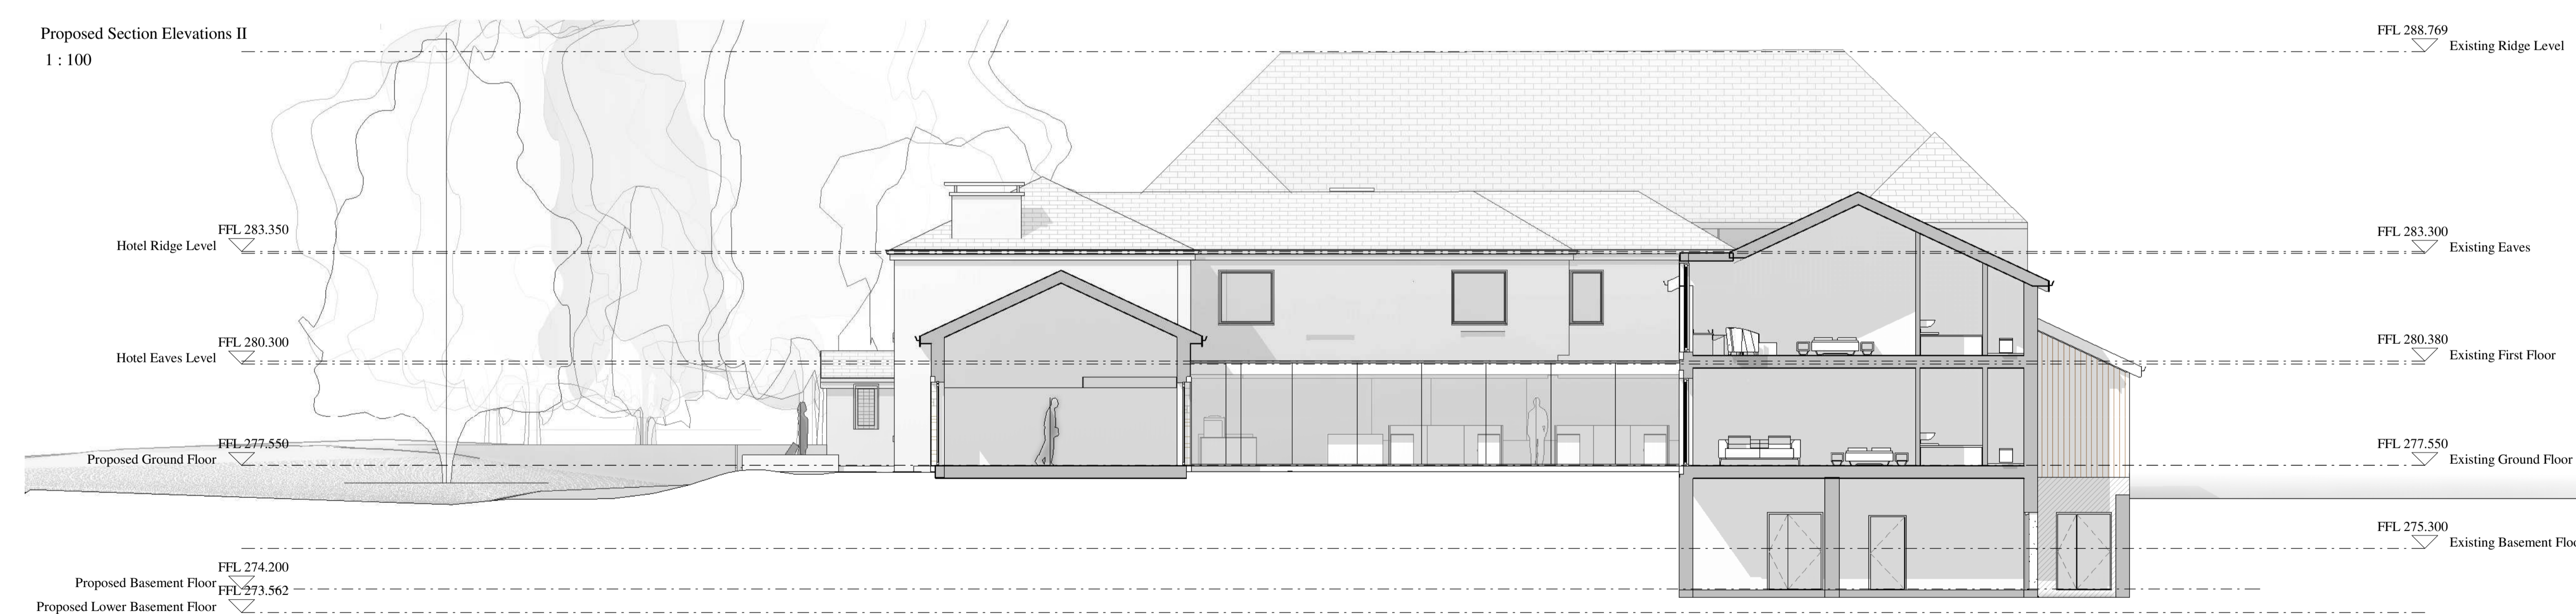 Proposed Section Elevations II
1 : 100
FFL 288.769
Existing Ridge Level
FFL 283.350
Hotel Ridge Level
FFL 283.300
Existing Eaves
FFL 280.300
Hotel Eaves Level
FFL 280.380
Existing First Floor
FFL 277.550
Proposed Ground Floor
FFL 277.550
Existing Ground Floor
FFL 275.300
Existing Basement Floo
FFL 274.200
Proposed Basement Floor
FFL 273.562
Proposed Lower Basement Floor